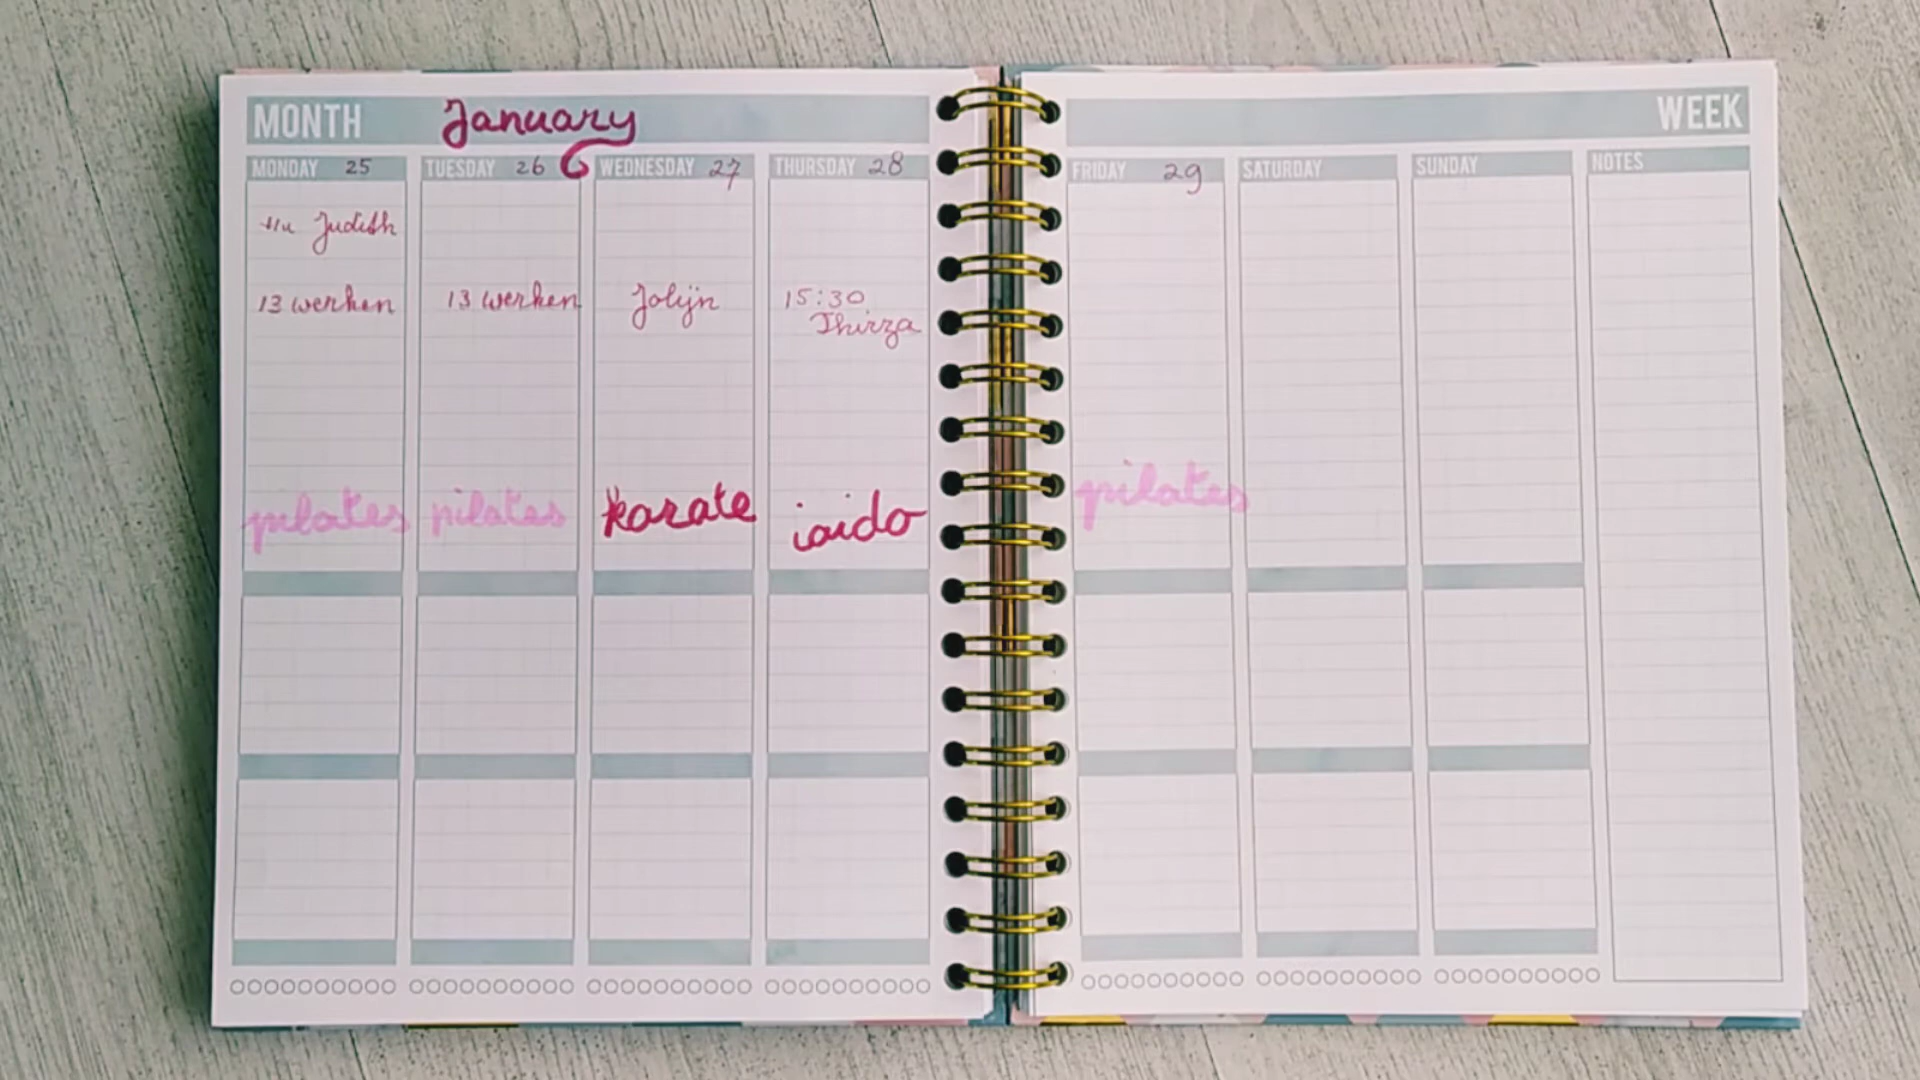 MONTH January
WEEK
MONDAY 25
11u Judith
13 werken
pilates
TUESDAY 26
13 werken
pilates
WEDNESDAY 27
Jolijn
karate
THURSDAY 28
15:30
Thirza
iaido
FRIDAY 29
pilates
SATURDAY
SUNDAY
NOTES